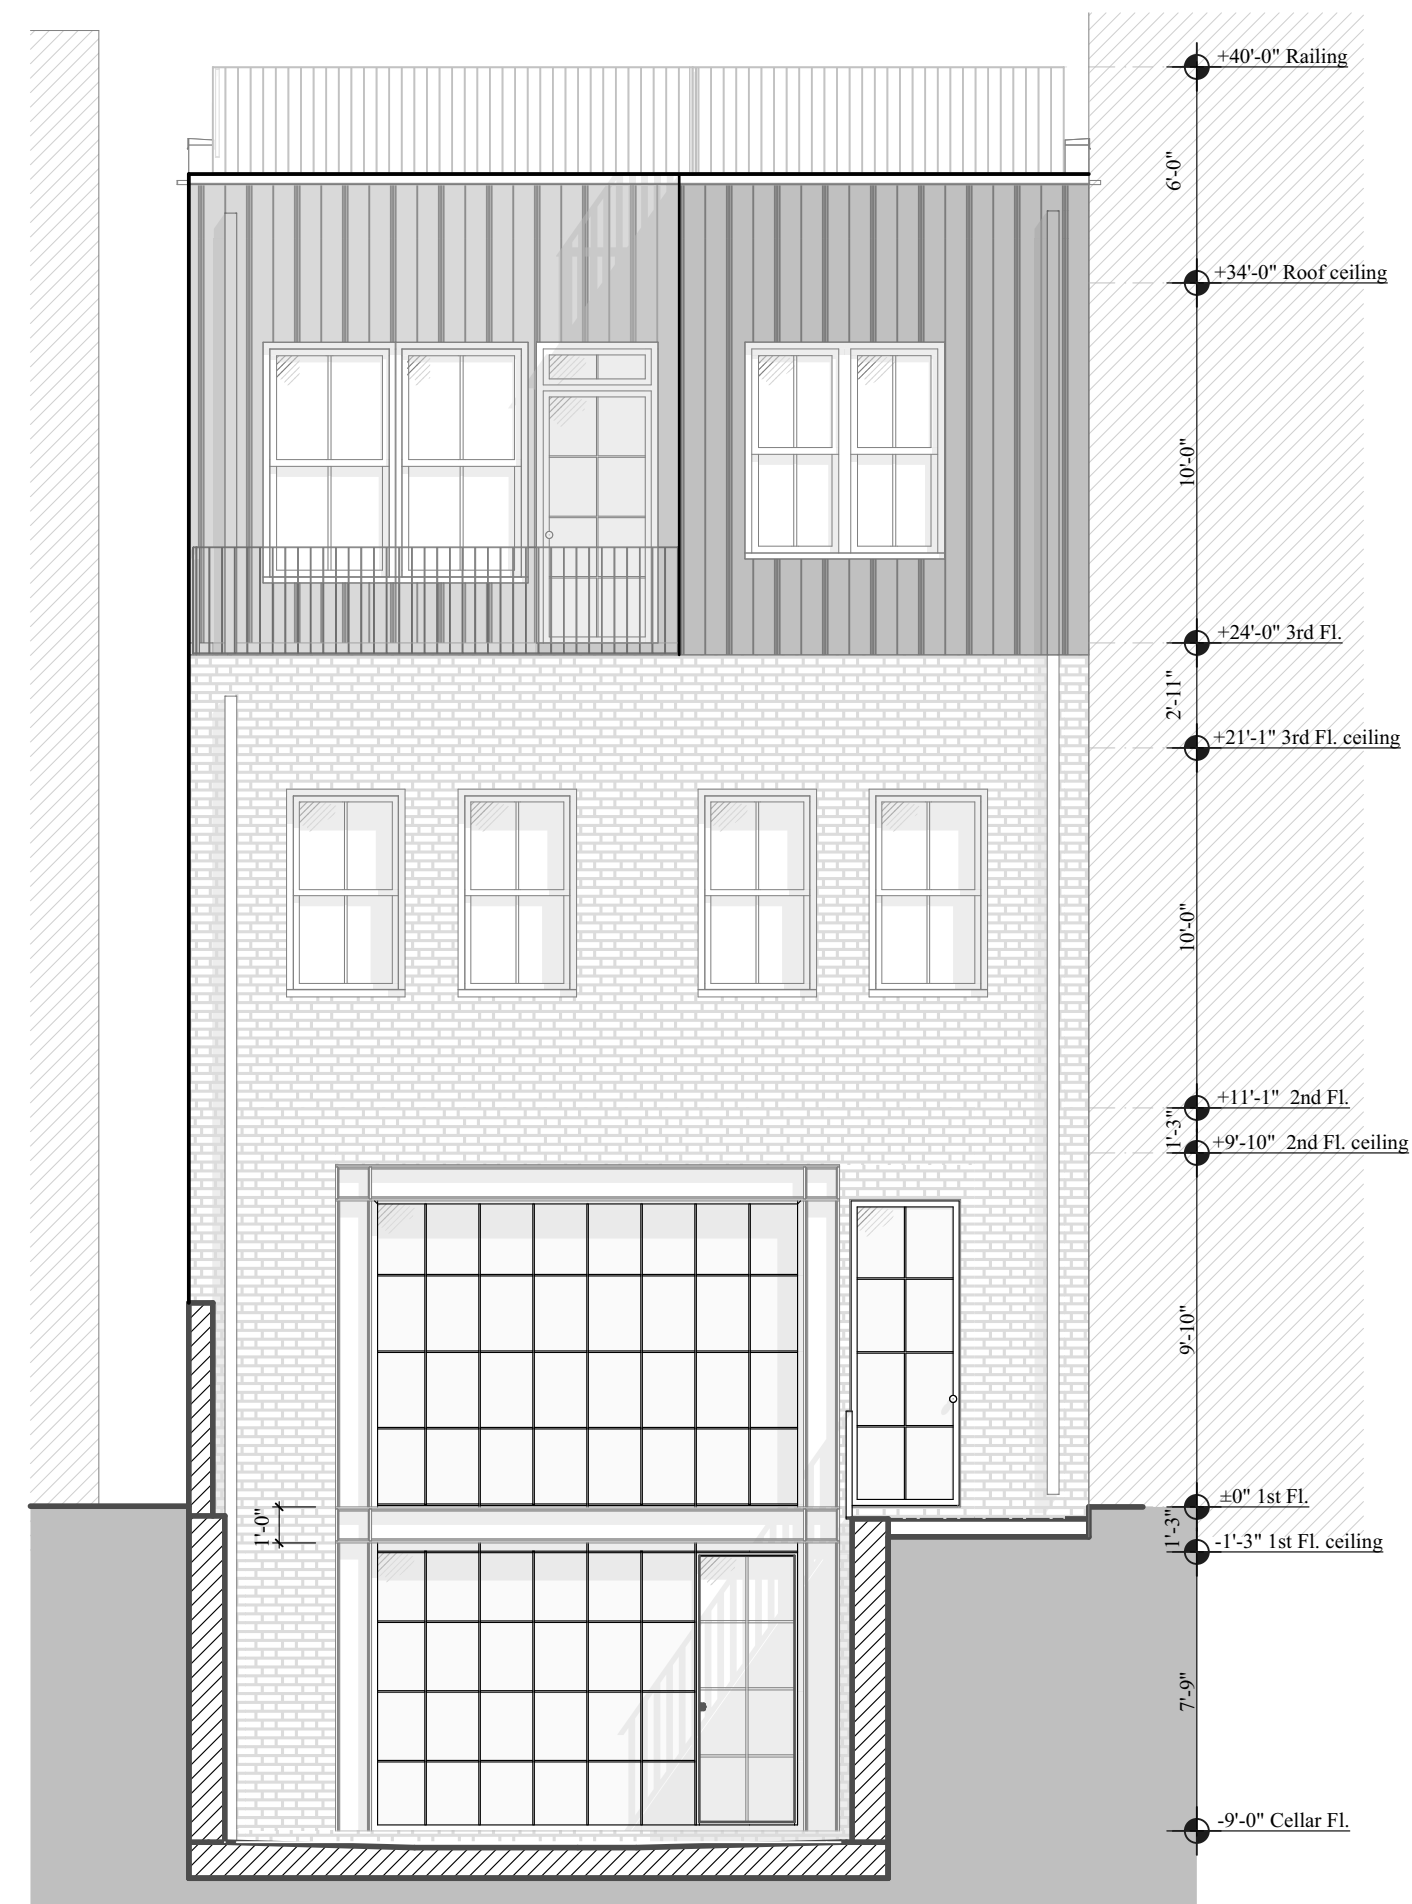 +40'-0" Railing
6'-0"
+34'-0" Roof ceiling
10'-0"
+24'-0" 3rd Fl.
2'-11"
+21'-1" 3rd Fl. ceiling
10'-0"
+11'-1" 2nd Fl.
1'-3"
+9'-10" 2nd Fl. ceiling
9'-10"
±0" 1st Fl.
1'-0"
1'-3"
-1'-3" 1st Fl. ceiling
7'-9"
-9'-0" Cellar Fl.